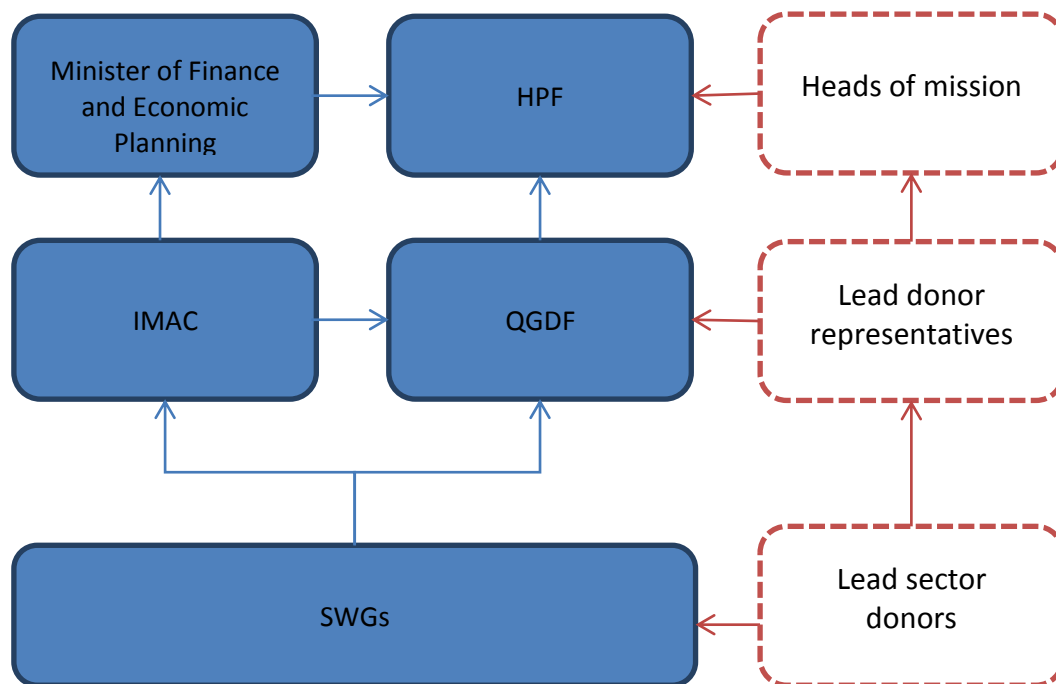 Minister of Finance
and Economic
Planning
HPF
Heads of mission
IMAC
QGDF
Lead donor
representatives
SWGs
Lead sector
donors